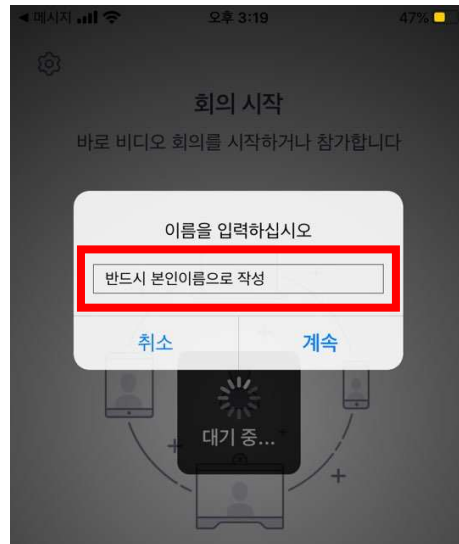 메시지 오후 3:19 47%
회의 시작
바로 비디오 회의를 시작하거나 참가합니다
이름을 입력하십시오
반드시 본인이름으로 작성
취소 계속
대기 중...